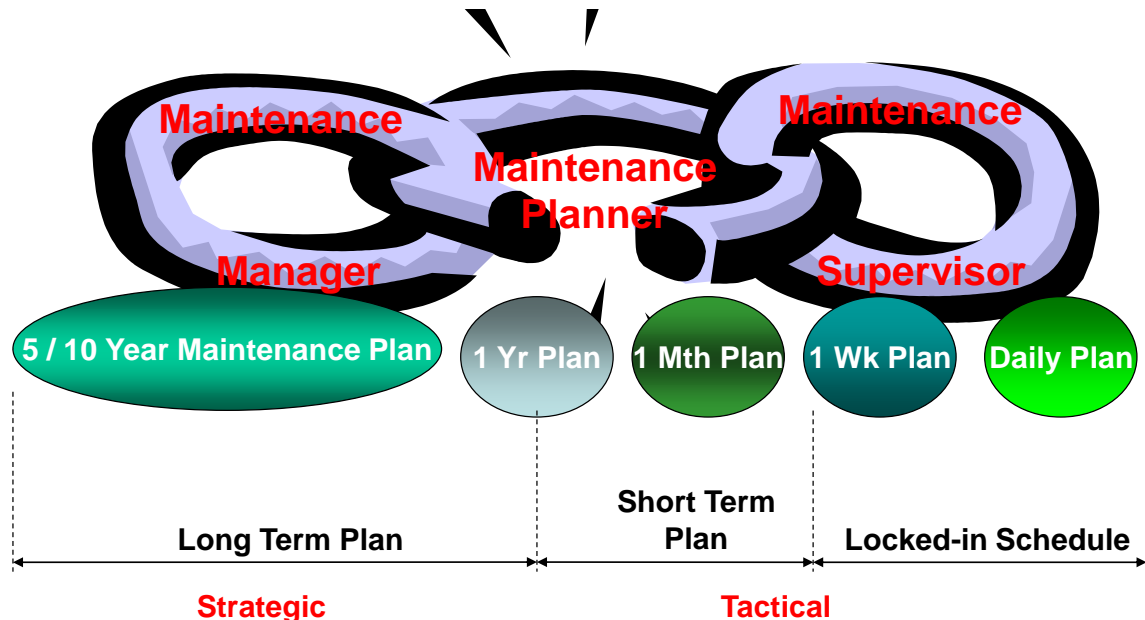 Maintenance
Manager
Maintenance
Planner
Maintenance
Supervisor
5 / 10 Year Maintenance Plan
1 Yr Plan
1 Mth Plan
1 Wk Plan
Daily Plan
Long Term Plan
Short Term
Plan
Locked-in Schedule
Strategic
Tactical